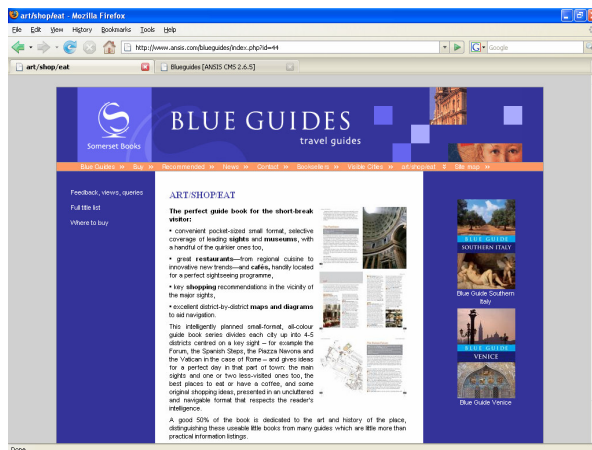 art/shop/eat - Mozilla Firefox
File Edit View History Bookmarks Tools Help
http://www.ansis.com/blueguides/index.php?id=44
Google
art/shop/eat
Blueguides [ANSIS CMS 2.6.5]
Somerset Books
BLUE GUIDES
travel guides
Blue Guides » Buy » Recommended » News » Contact » Booksellers » Visible Cities » art/shop/eat Site map »
Feedback, views, queries
Full title list
Where to buy
ART/SHOP/EAT
The perfect guide book for the short-break
visitor:
• convenient pocket-sized small format, selective
coverage of leading sights and museums, with
a handful of the quirkier ones too,
• great restaurants—from regional cuisine to
innovative new trends—and cafés, handily located
for a perfect sightseeing programme,
• key shopping recommendations in the vicinity of
the major sights,
• excellent district-by-district maps and diagrams
to aid navigation.
This intelligently planned small-format, all-colour
guide book series divides each city up into 4-5
districts centred on a key sight – for example the
Forum, the Spanish Steps, the Piazza Navona and
the Vatican in the case of Rome – and gives ideas
for a perfect day in that part of town: the main
sights and one or two less-visited ones too, the
best places to eat or have a coffee, and some
original shopping ideas, presented in an uncluttered
and navigable format that respects the reader's
intelligence.
A good 50% of the book is dedicated to the art and history of the place,
distinguishing these useable little books from many guides which are little more than
practical information listings.
BLUE GUIDE
SOUTHERN ITALY
Blue Guide Southern
Italy
BLUE GUIDE
VENICE
Blue Guide Venice
Done